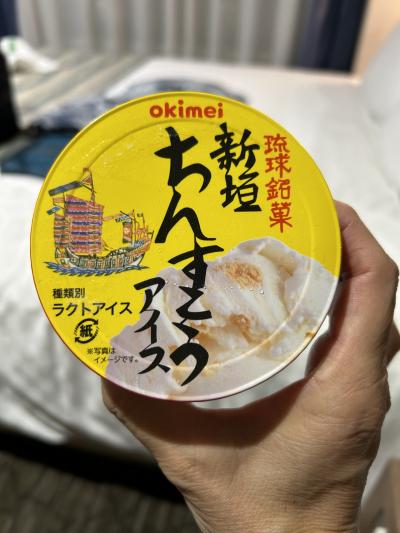 okimei
琉球銘菓
新垣
ちんすこう
アイス
種類別
ラクトアイス
紙
※写真は
イメージです。